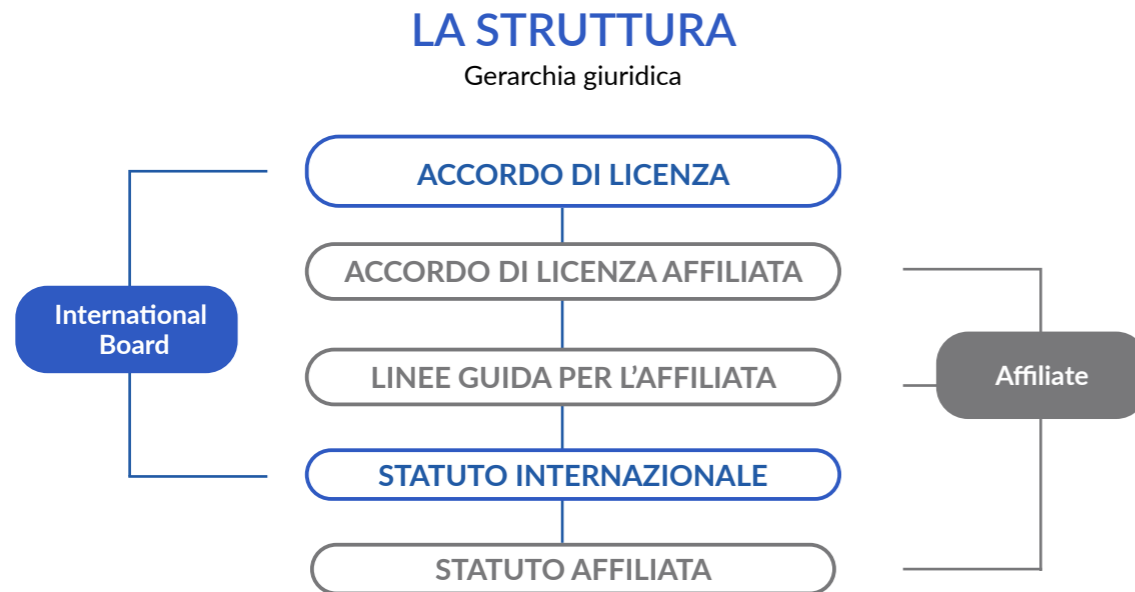 LA STRUTTURA
Gerarchia giuridica
ACCORDO DI LICENZA
ACCORDO DI LICENZA AFFILIATA
International
Board
LINEE GUIDA PER L’AFFILIATA
Affiliate
STATUTO INTERNAZIONALE
STATUTO AFFILIATA